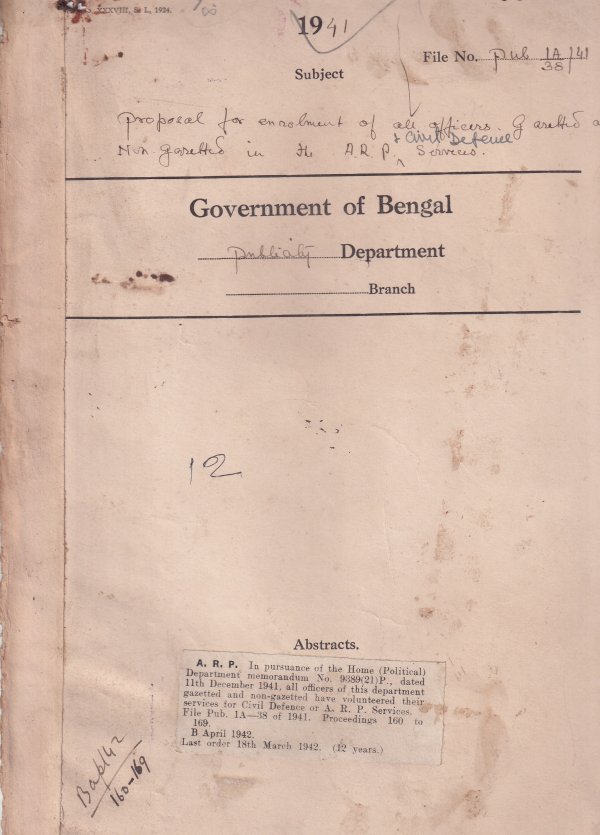 XXXVIII, S. L, 1924.
1941
File No. Pub 1A/38/41
Subject
Proposal for enrolment of all officers. Gazetted a
Non-gazetted in the A R P. & Civil Defence Services.
Government of Bengal
Publicity Department
Branch
12
Abstracts.
A. R. P. In pursuance of the Home (Political)
Department memorandum No. 9389(21)P., dated
11th December 1941, all officers of this department
gazetted and non-gazetted have volunteered their
services for Civil Defence or A. R. P. Services.
File Pub. 1A—38 of 1941. Proceedings 160 to
169.
B April 1942.
Last order 18th March 1942. (12 years.)
B Apl 42
160-169